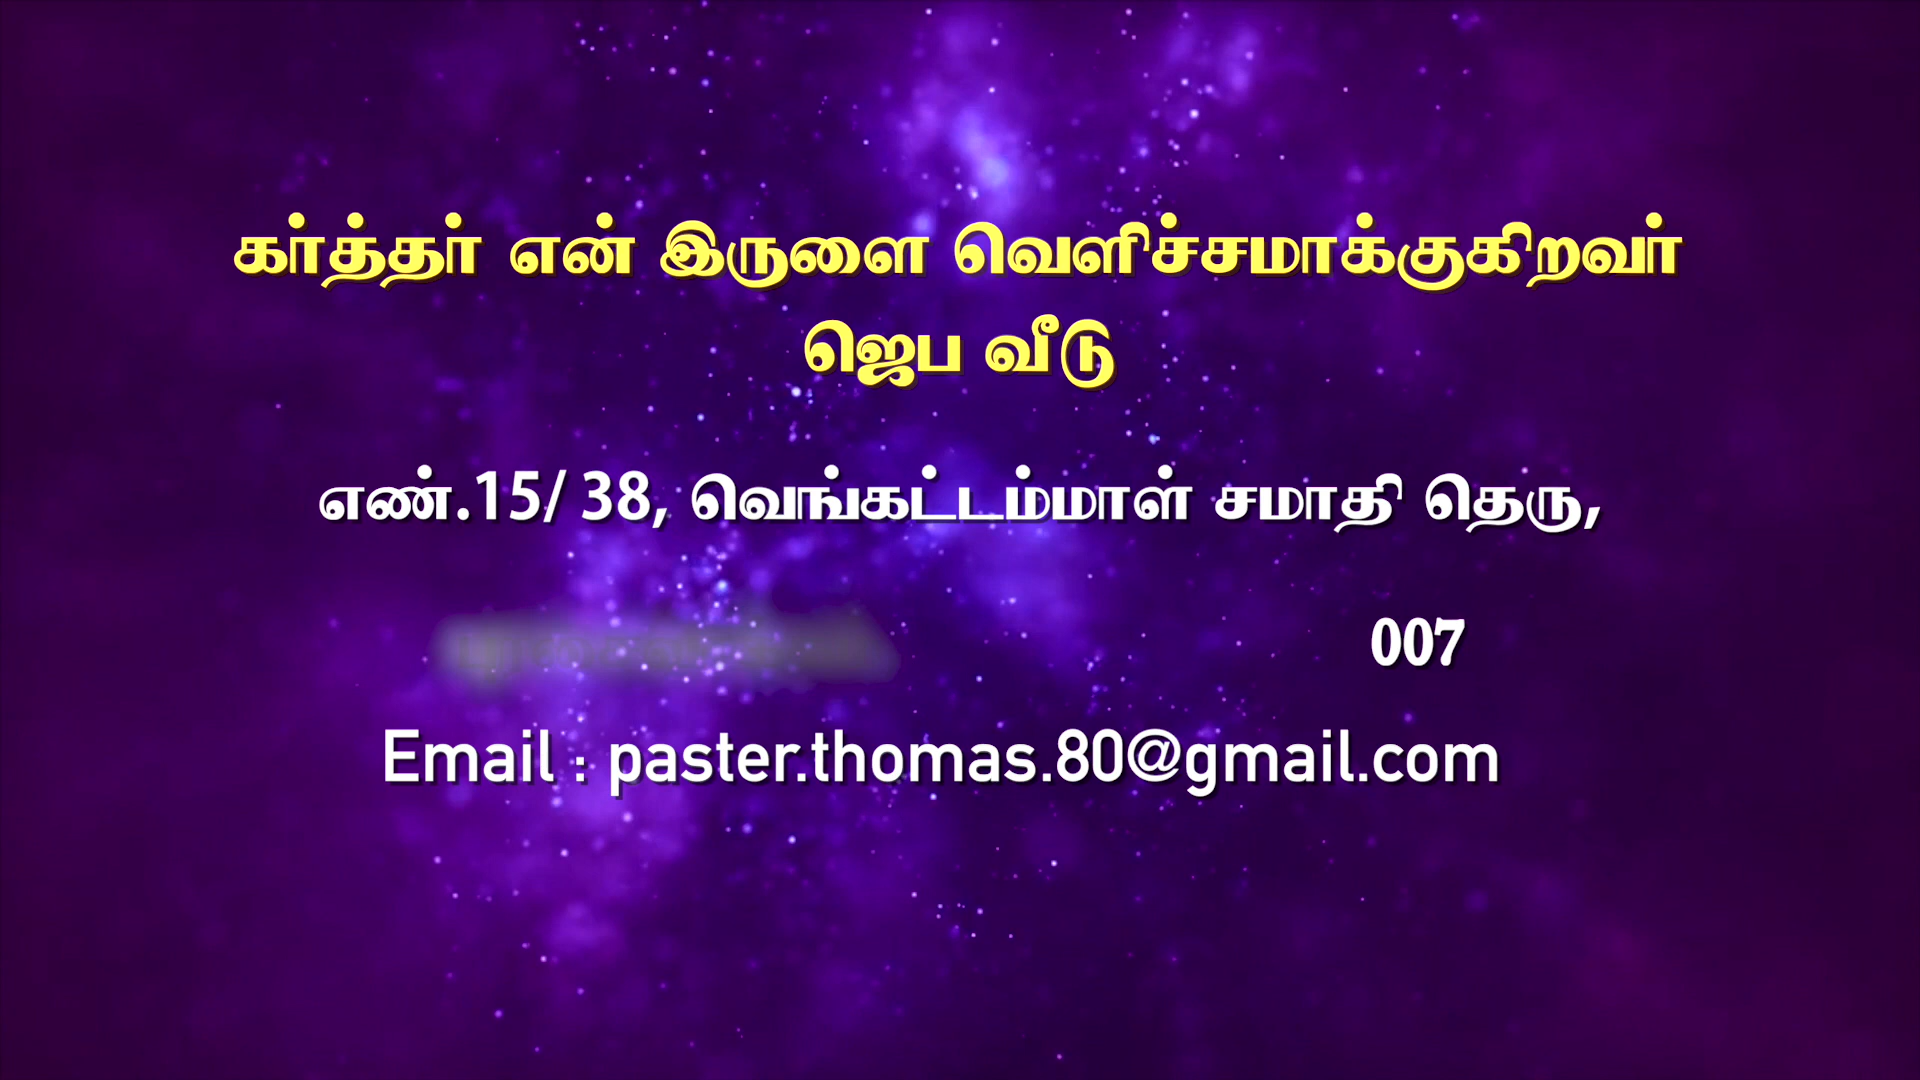 கர்த்தர் என் இருளை வெளிச்சமாக்குகிறவர்
ஜெப வீடு
எண்.15/ 38, வெங்கட்டம்மாள் சமாதி தெரு,
007
Email : paster.thomas.80@gmail.com